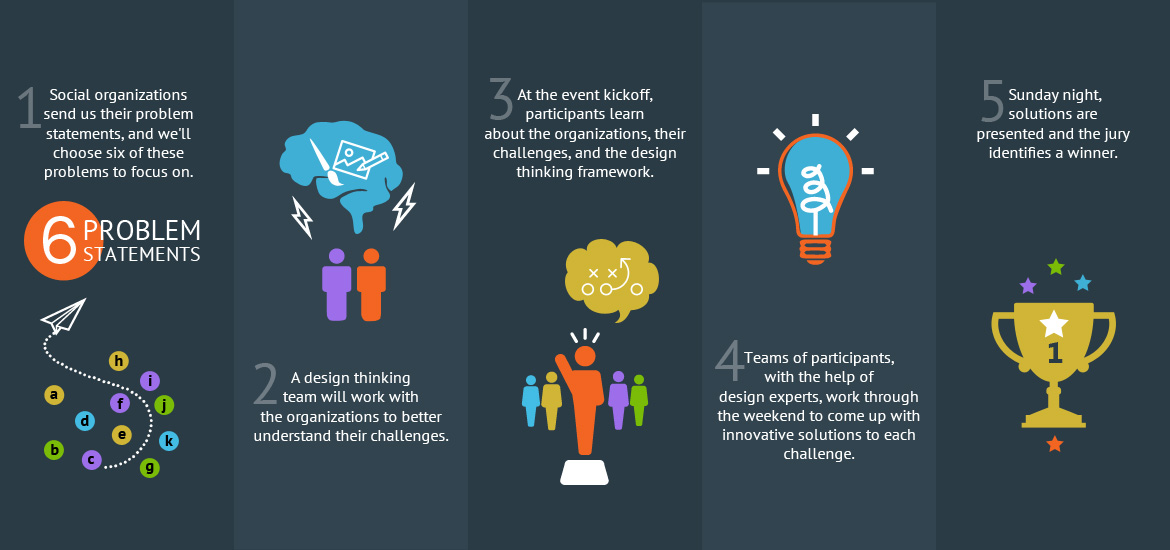 1 Social organizations
send us their problem
statements, and we'll
choose six of these
problems to focus on.
6 PROBLEM
STATEMENTS
h
i
a
f
j
d
e
k
b
c
g
2 A design thinking
team will work with
the organizations to better
understand their challenges.
3 At the event kickoff,
participants learn
about the organizations, their
challenges, and the design
thinking framework.
4 Teams of participants,
with the help of
design experts, work through
the weekend to come up with
innovative solutions to each
challenge.
5 Sunday night,
solutions are
presented and the jury
identifies a winner.
1